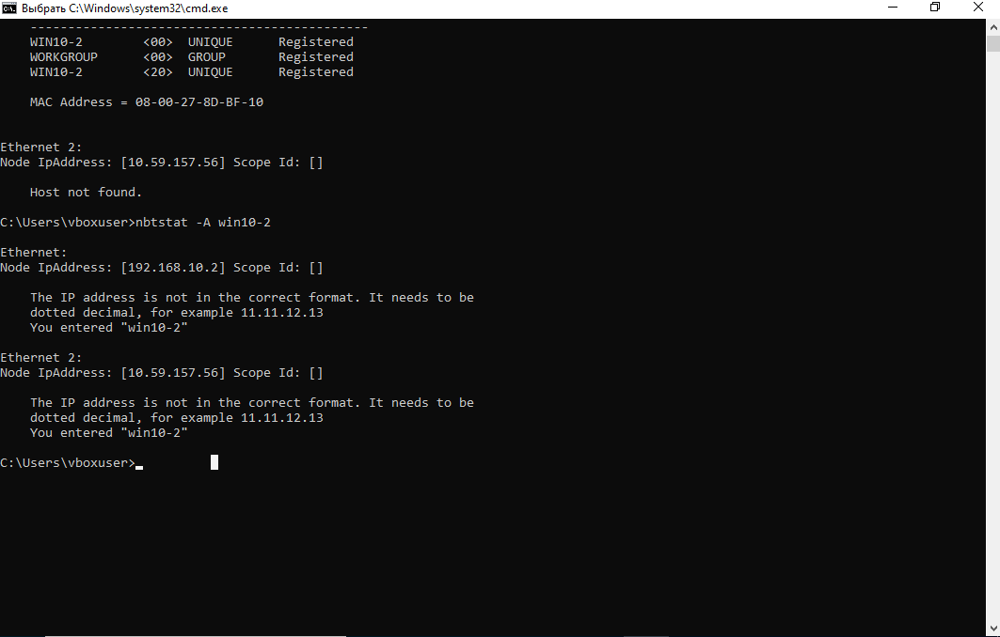 Выбрать C:\Windows\system32\cmd.exe
---------------------------------------------
WIN10-2        <00>  UNIQUE      Registered
WORKGROUP      <00>  GROUP       Registered
WIN10-2        <20>  UNIQUE      Registered
MAC Address = 08-00-27-8D-BF-10
Ethernet 2:
Node IpAddress: [10.59.157.56] Scope Id: []
Host not found.
C:\Users\vboxuser>nbtstat -A win10-2
Ethernet:
Node IpAddress: [192.168.10.2] Scope Id: []
The IP address is not in the correct format. It needs to be
dotted decimal, for example 11.11.12.13
You entered "win10-2"
Ethernet 2:
Node IpAddress: [10.59.157.56] Scope Id: []
The IP address is not in the correct format. It needs to be
dotted decimal, for example 11.11.12.13
You entered "win10-2"
C:\Users\vboxuser>